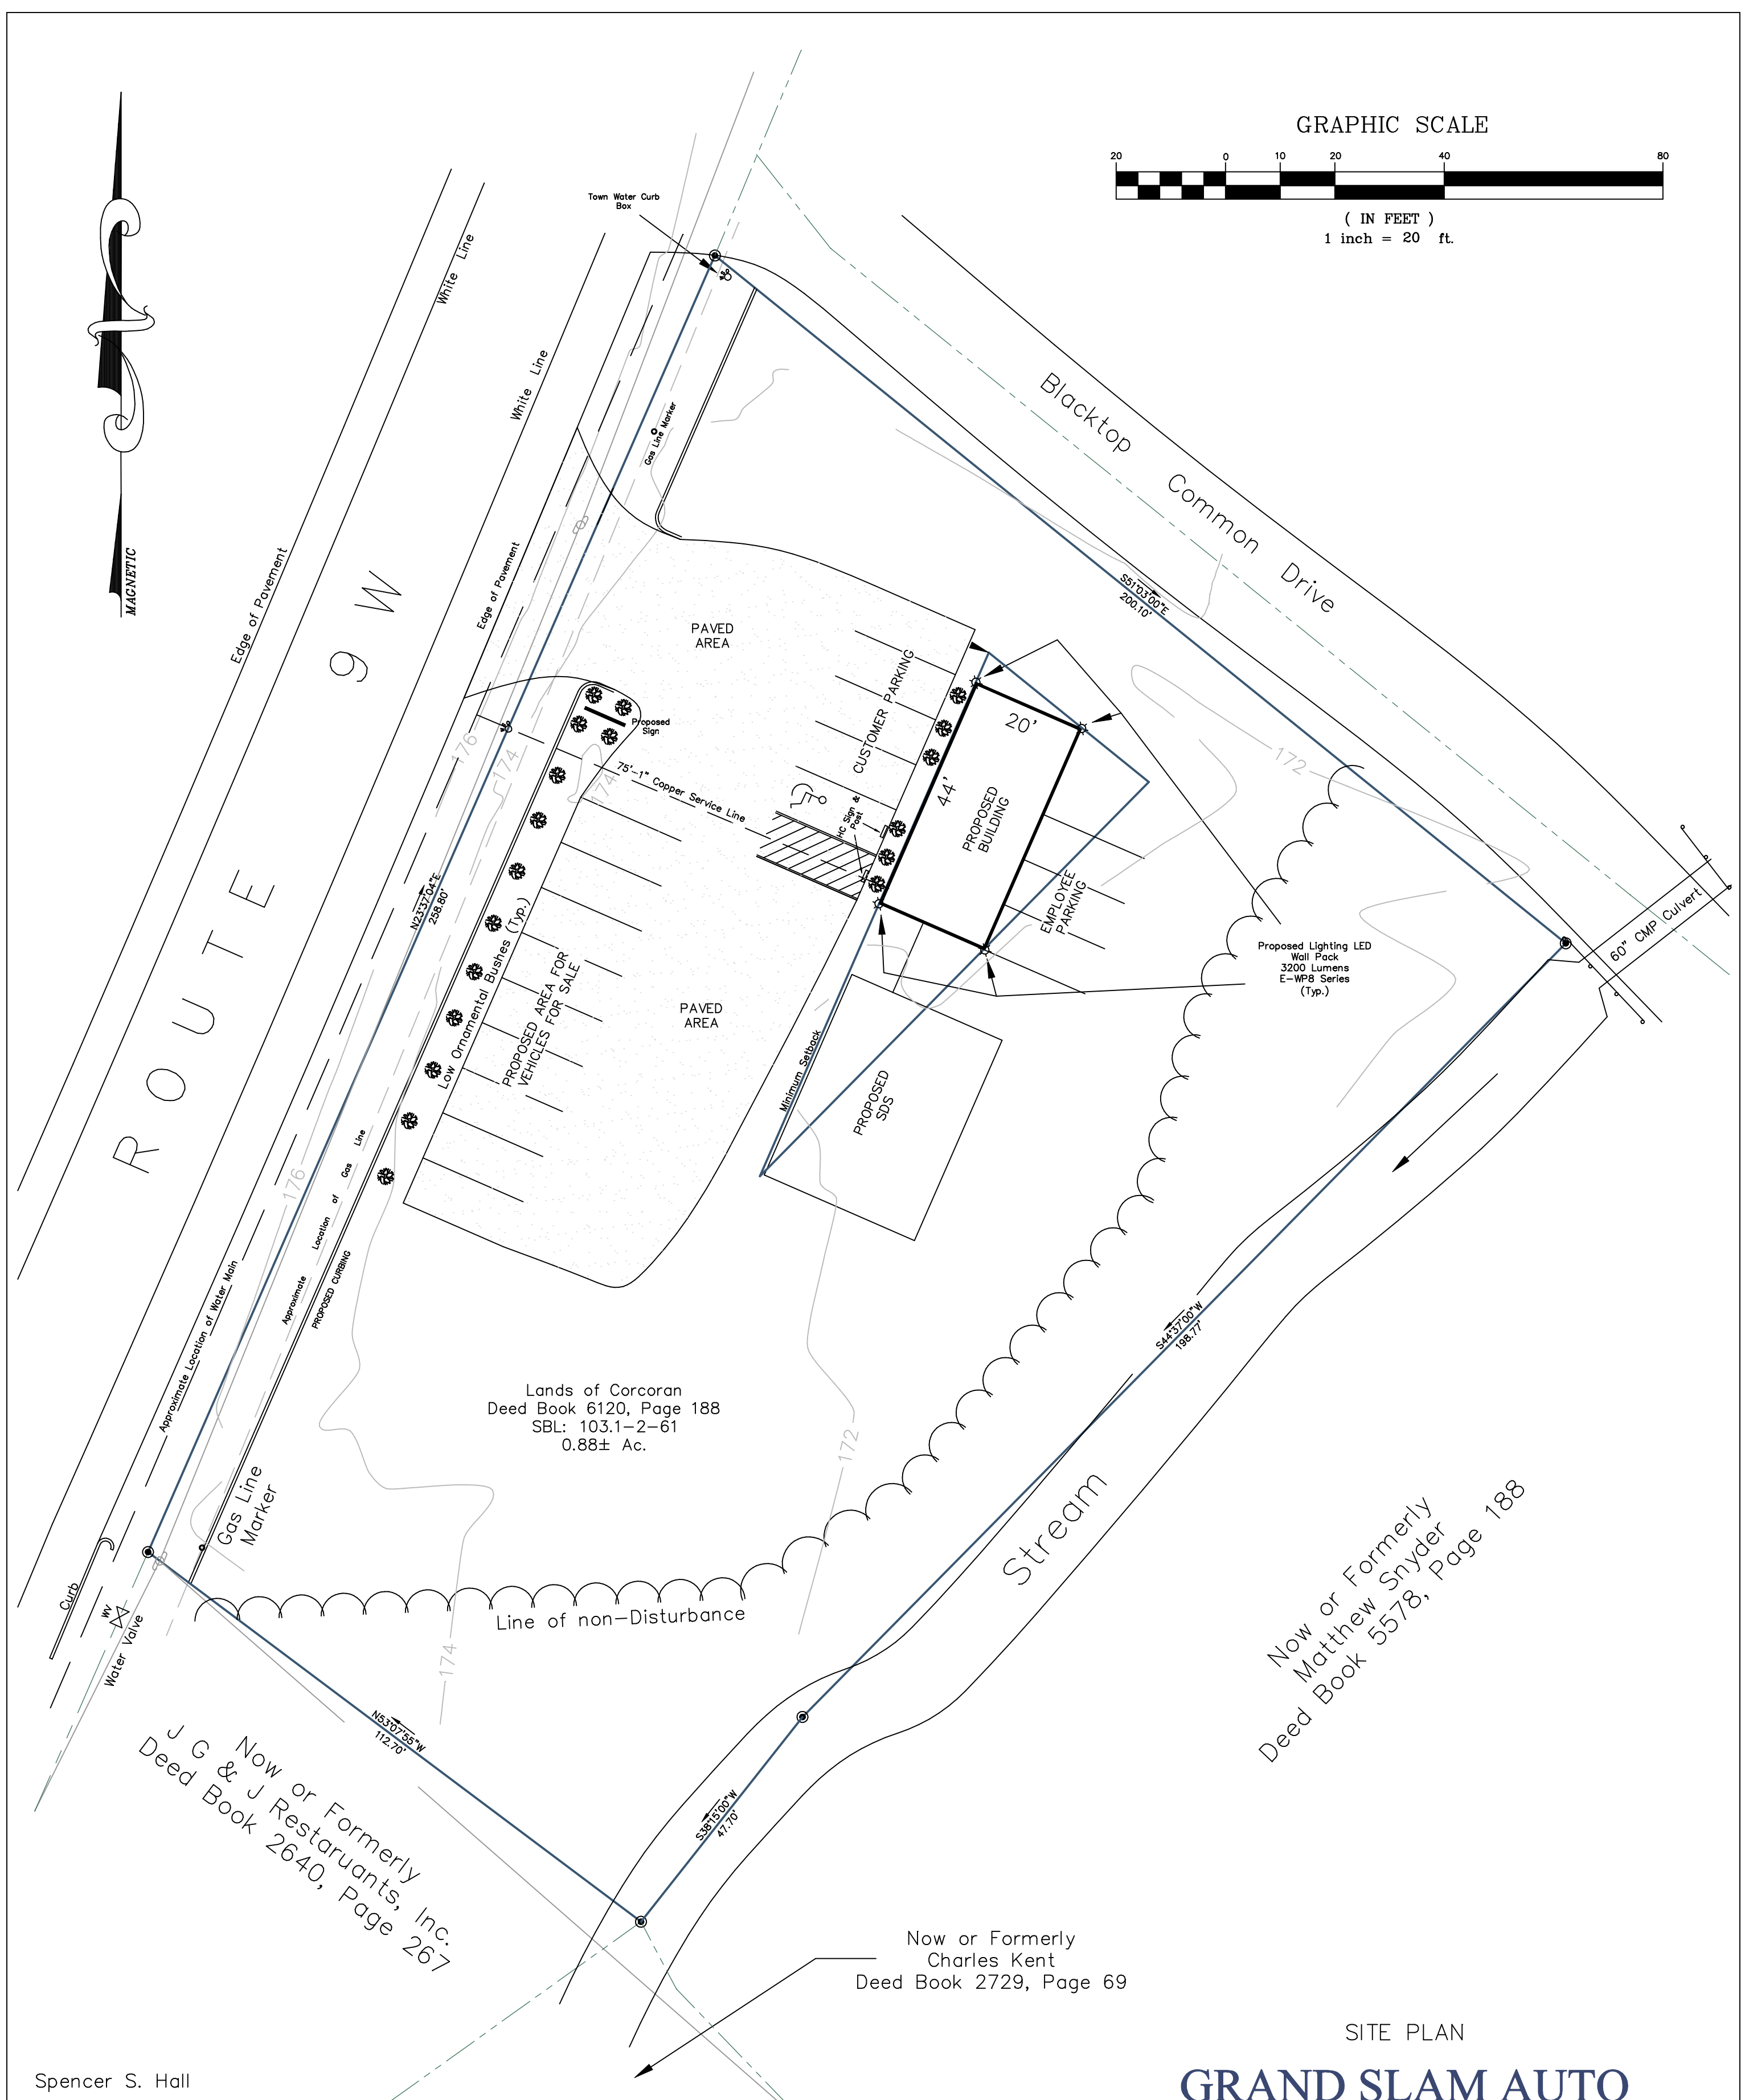 GRAPHIC SCALE
20 0 10 20 40 80
( IN FEET )
1 inch = 20 ft.
MAGNETIC
Town Water Curb
Box
White Line
White Line
Edge of Pavement
Edge of Pavement
Gas Line Marker
Blacktop Common Drive
S51°03'00"E
200.10'
ROUTE 9W
PAVED
AREA
CUSTOMER PARKING
20'
44'
PROPOSED
BUILDING
Proposed
Sign
75'-1" Copper Service Line
HC Sign &
Post
176
174
174
172
EMPLOYEE
PARKING
60" CMP Culvert
Proposed Lighting LED
Wall Pack
3200 Lumens
E-WP8 Series
(Typ.)
N23°37'04"E
258.80'
Low Ornamental Bushes (Typ.)
PROPOSED AREA FOR
VEHICLES FOR SALE
PAVED
AREA
Minimum Setback
PROPOSED
SDS
176
Approximate Location of Gas Line
PROPOSED CURBING
Approximate Location of Water Main
S44°37'00"W
198.77'
Lands of Corcoran
Deed Book 6120, Page 188
SBL: 103.1-2-61
0.88± Ac.
172
Gas Line
Marker
Stream
Curb
WV
Water Valve
Line of non-Disturbance
174
Now or Formerly
Matthew Snyder
Deed Book 5578, Page 188
N53°07'55"W
112.70'
S38°15'00"W
47.70'
Now or Formerly
J G & J Restaruants, Inc.
Deed Book 2640, Page 267
Now or Formerly
Charles Kent
Deed Book 2729, Page 69
SITE PLAN
GRAND SLAM AUTO
Spencer S. Hall